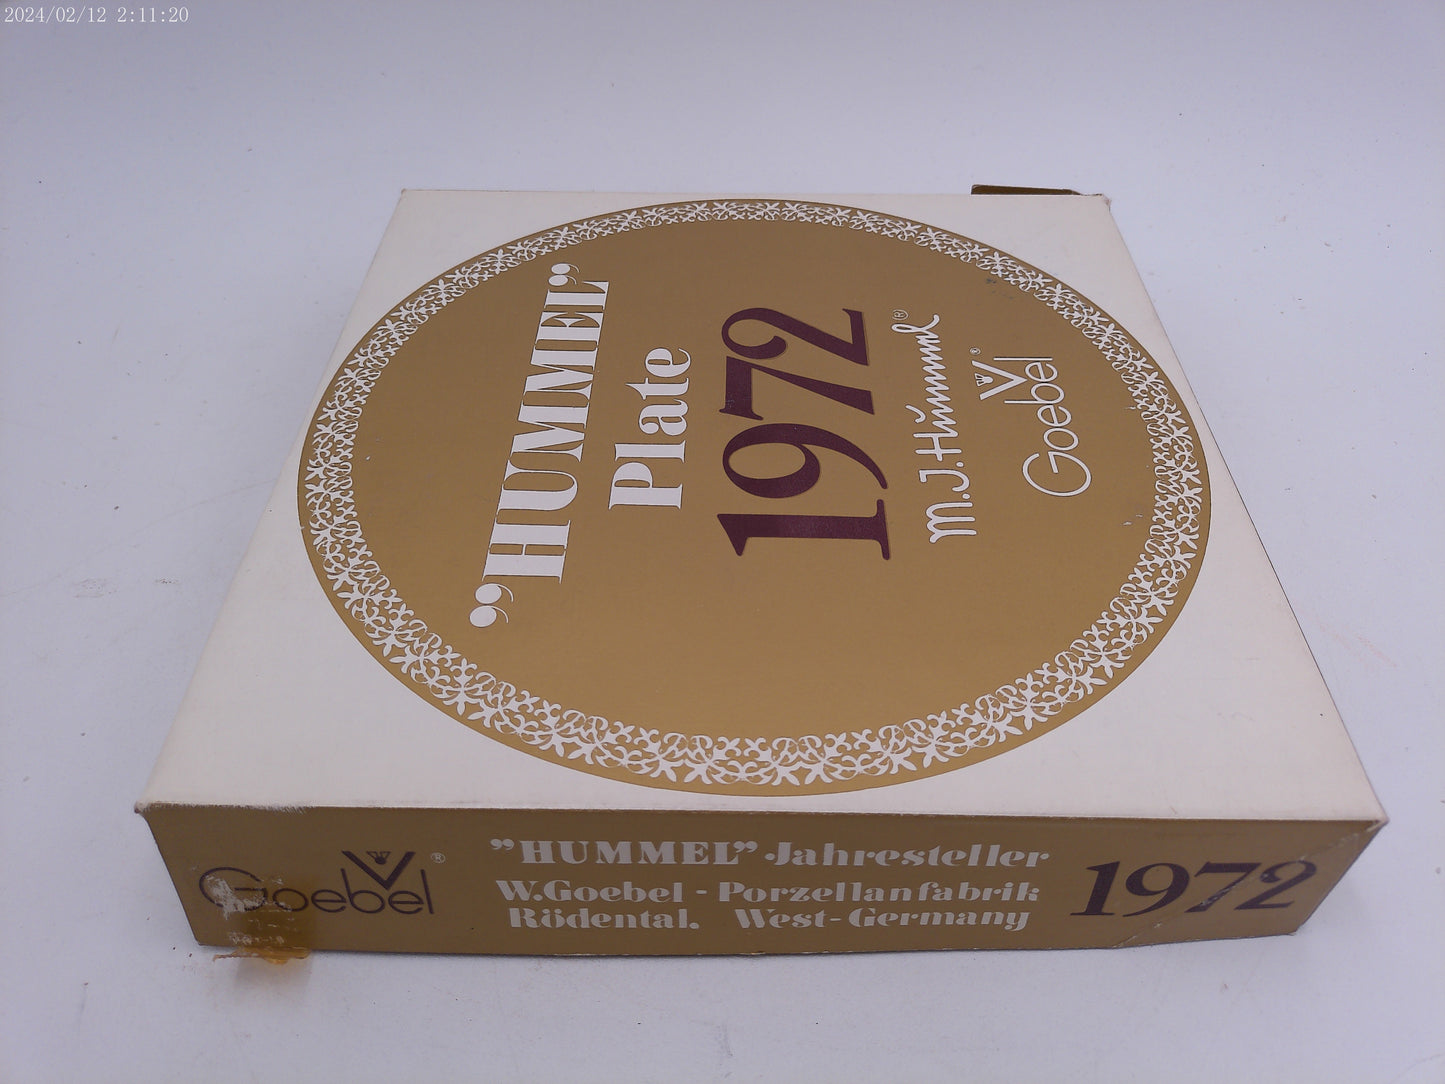 2024/02/12 2:11:20
"HUMMEL"
Plate
1972
M.J.Hümmel®
V®
Goebel
Goebel
V®
"HUMMEL" Jahresteller
W.Goebel - Porzellanfabrik
Rödental. West-Germany
1972